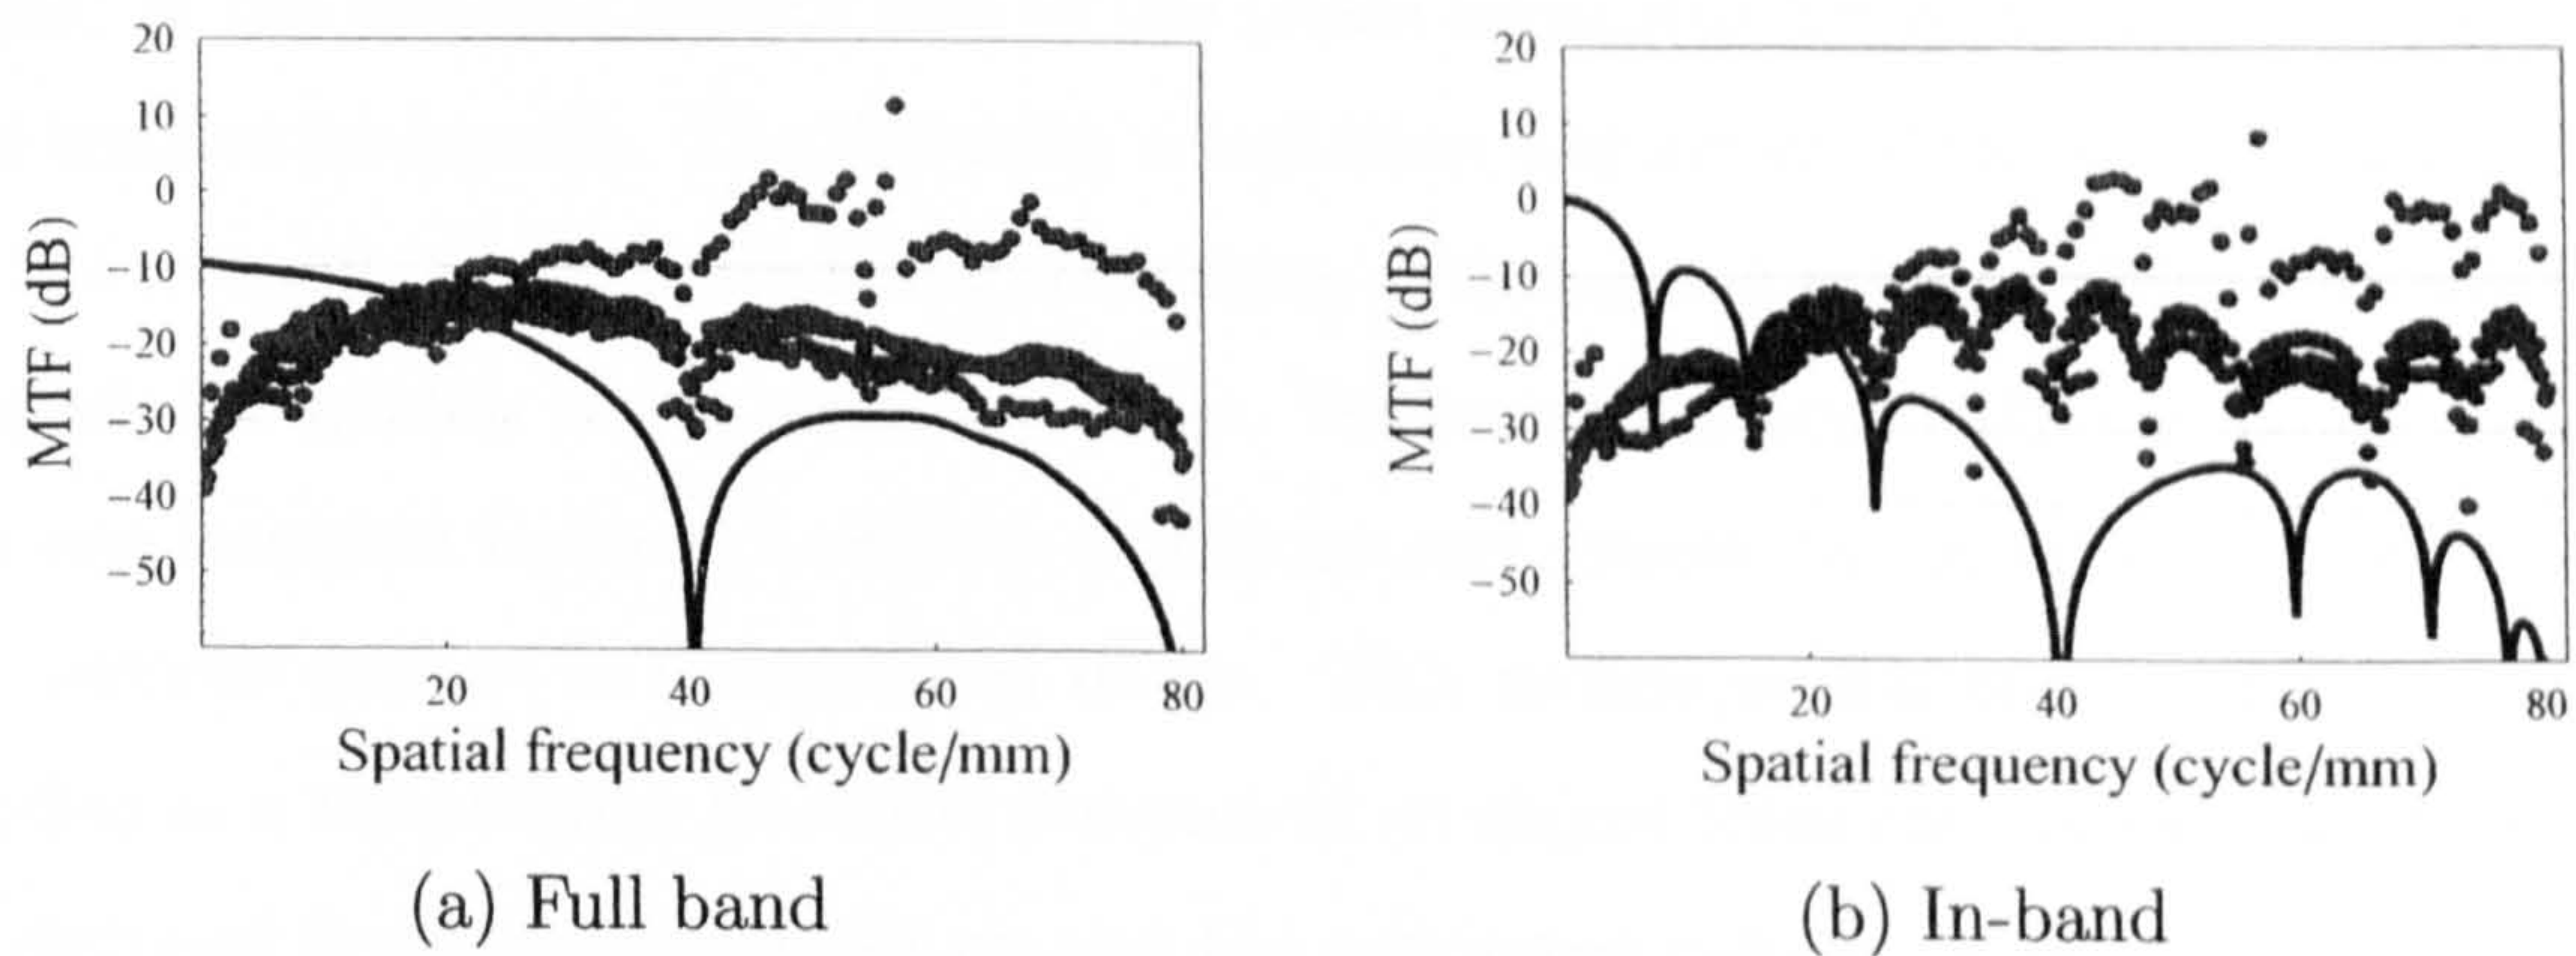 20
10
0
−10
−20
−30
−40
−50
MTF (dB)
20 40 60 80
Spatial frequency (cycle/mm)
(a) Full band
20
10
0
−10
−20
−30
−40
−50
MTF (dB)
20 40 60 80
Spatial frequency (cycle/mm)
(b) In-band